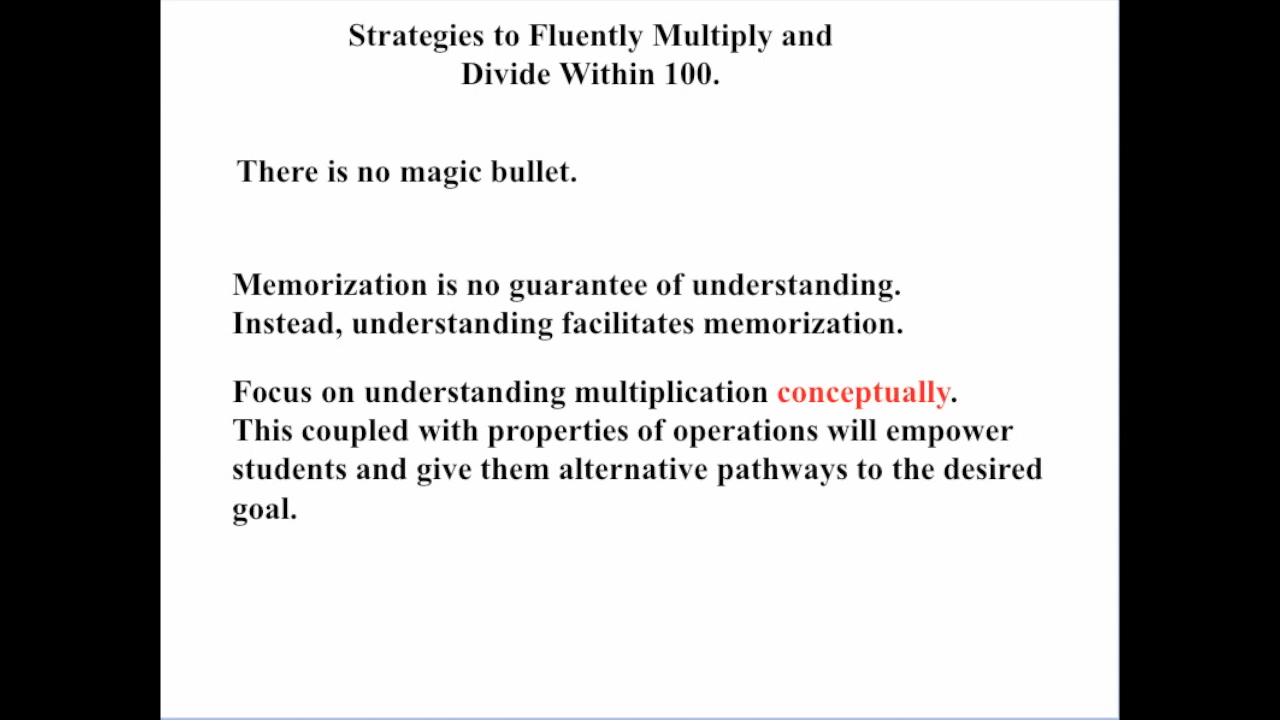 Strategies to Fluently Multiply and
Divide Within 100.
There is no magic bullet.
Memorization is no guarantee of understanding.
Instead, understanding facilitates memorization.
Focus on understanding multiplication conceptually.
This coupled with properties of operations will empower
students and give them alternative pathways to the desired
goal.